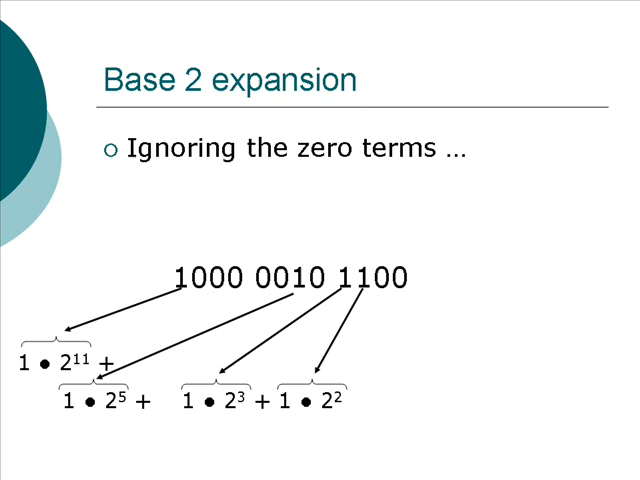 Base 2 expansion
Ignoring the zero terms …
1000 0010 1100
1 ● 2¹¹ +
1 ● 2⁵ + 1 ● 2³ + 1 ● 2²